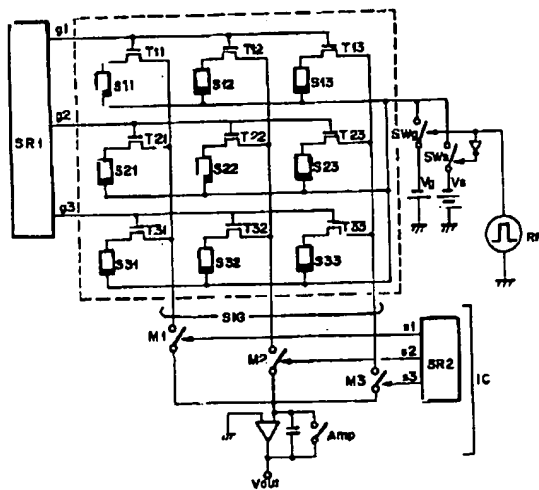 SR1
g1
T11
T12
T13
S11
S12
S13
g2
T21
T22
T23
SWg
S21
S22
S23
SWs
Vg
Vs
g3
T31
T32
T33
RF
S31
S32
S33
SIG
M1
s1
M2
s2
SR2
IC
M3
s3
Amp
Vout